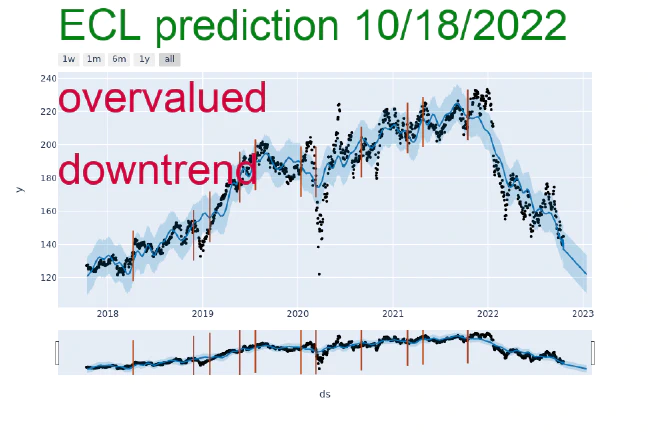 ECL prediction 10/18/2022
1w 1m 6m 1y all
240
overvalued
220
200
downtrend
180
y
160
140
120
2018 2019 2020 2021 2022 2023
ds